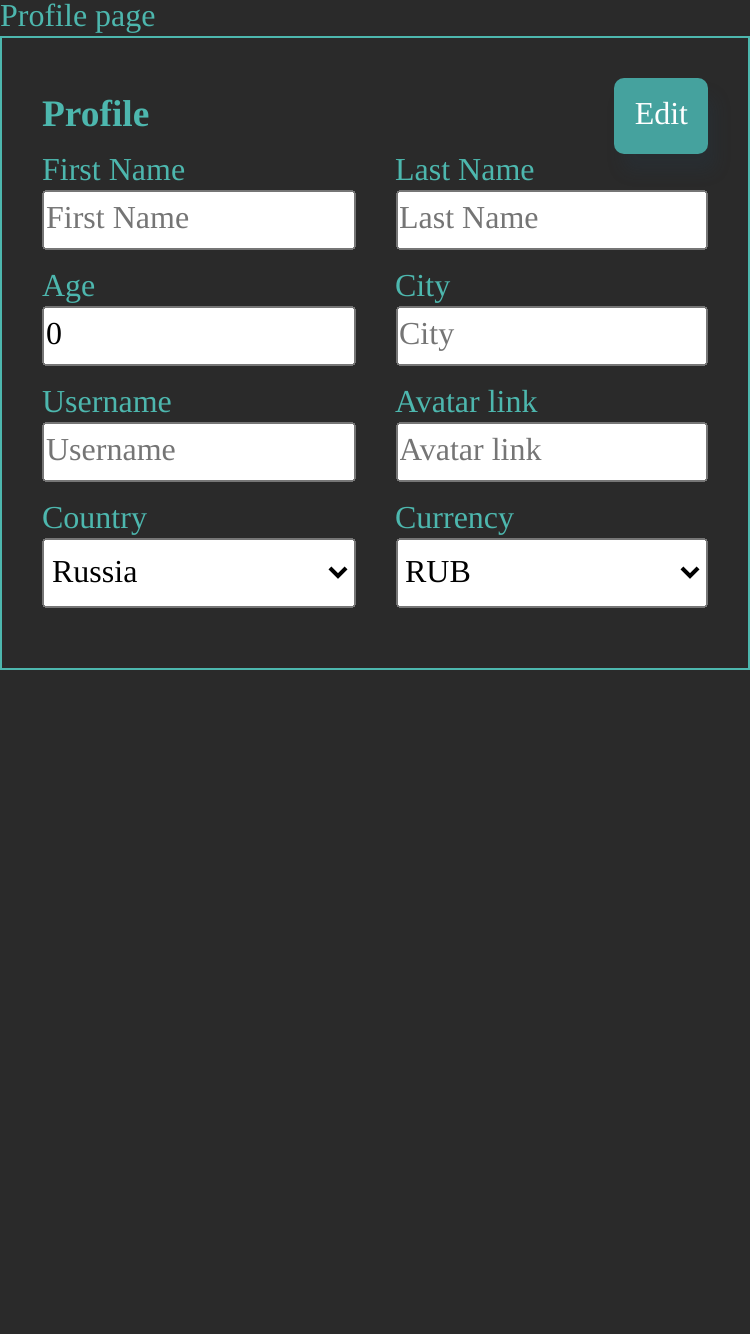 Profile page
Profile
Edit
First Name
Last Name
First Name
Last Name
Age
City
0
City
Username
Avatar link
Username
Avatar link
Country
Currency
Russia
RUB